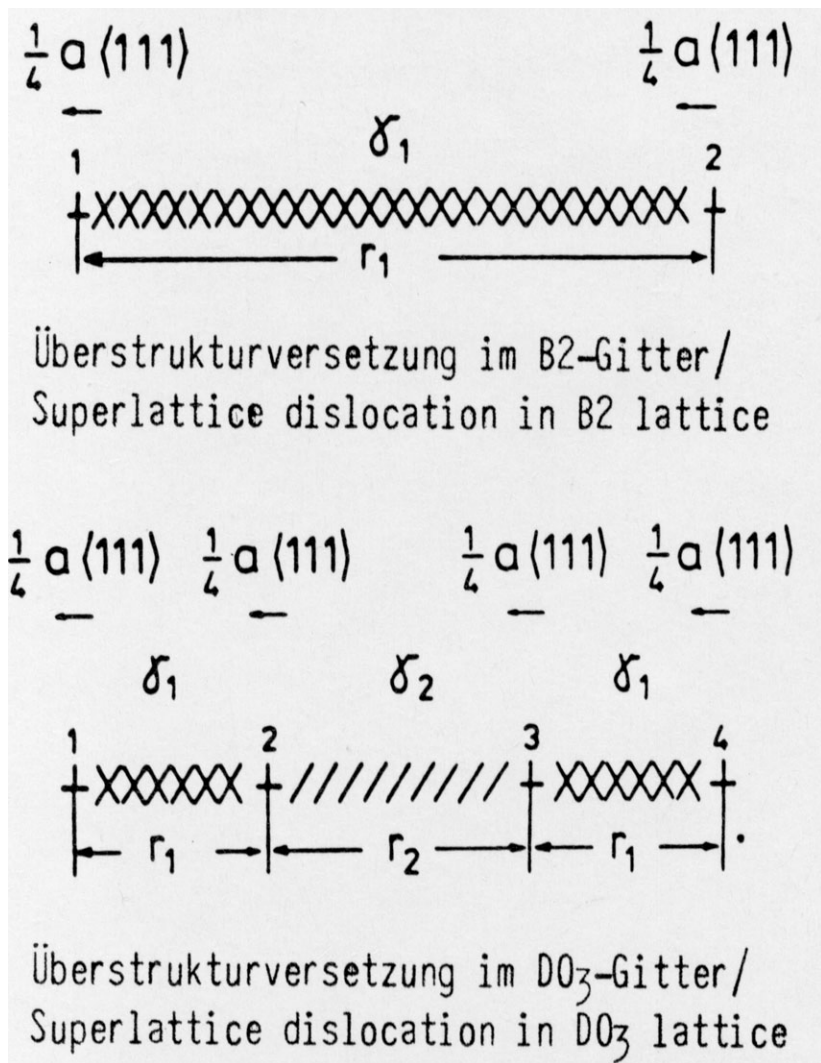 1/4 a ⟨111⟩ 1/4 a ⟨111⟩
γ₁
1 2
r₁
Überstrukturversetzung im B2-Gitter/
Superlattice dislocation in B2 lattice
1/4 a ⟨111⟩ 1/4 a ⟨111⟩ 1/4 a ⟨111⟩ 1/4 a ⟨111⟩
γ₁ γ₂ γ₁
1 2 3 4
r₁ r₂ r₁
Überstrukturversetzung im DO₃-Gitter/
Superlattice dislocation in DO₃ lattice